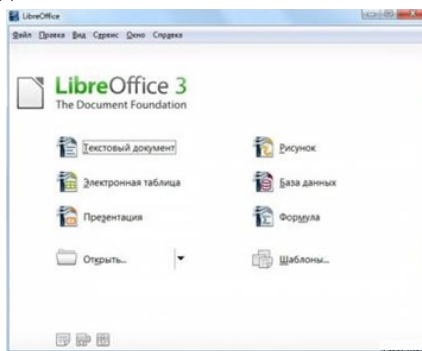 LibreOffice
Файл Правка Вид Сервис Окно Справка
LibreOffice 3
The Document Foundation
Текстовый документ
Рисунок
Электронная таблица
База данных
Презентация
Формула
Открыть...
Шаблоны...